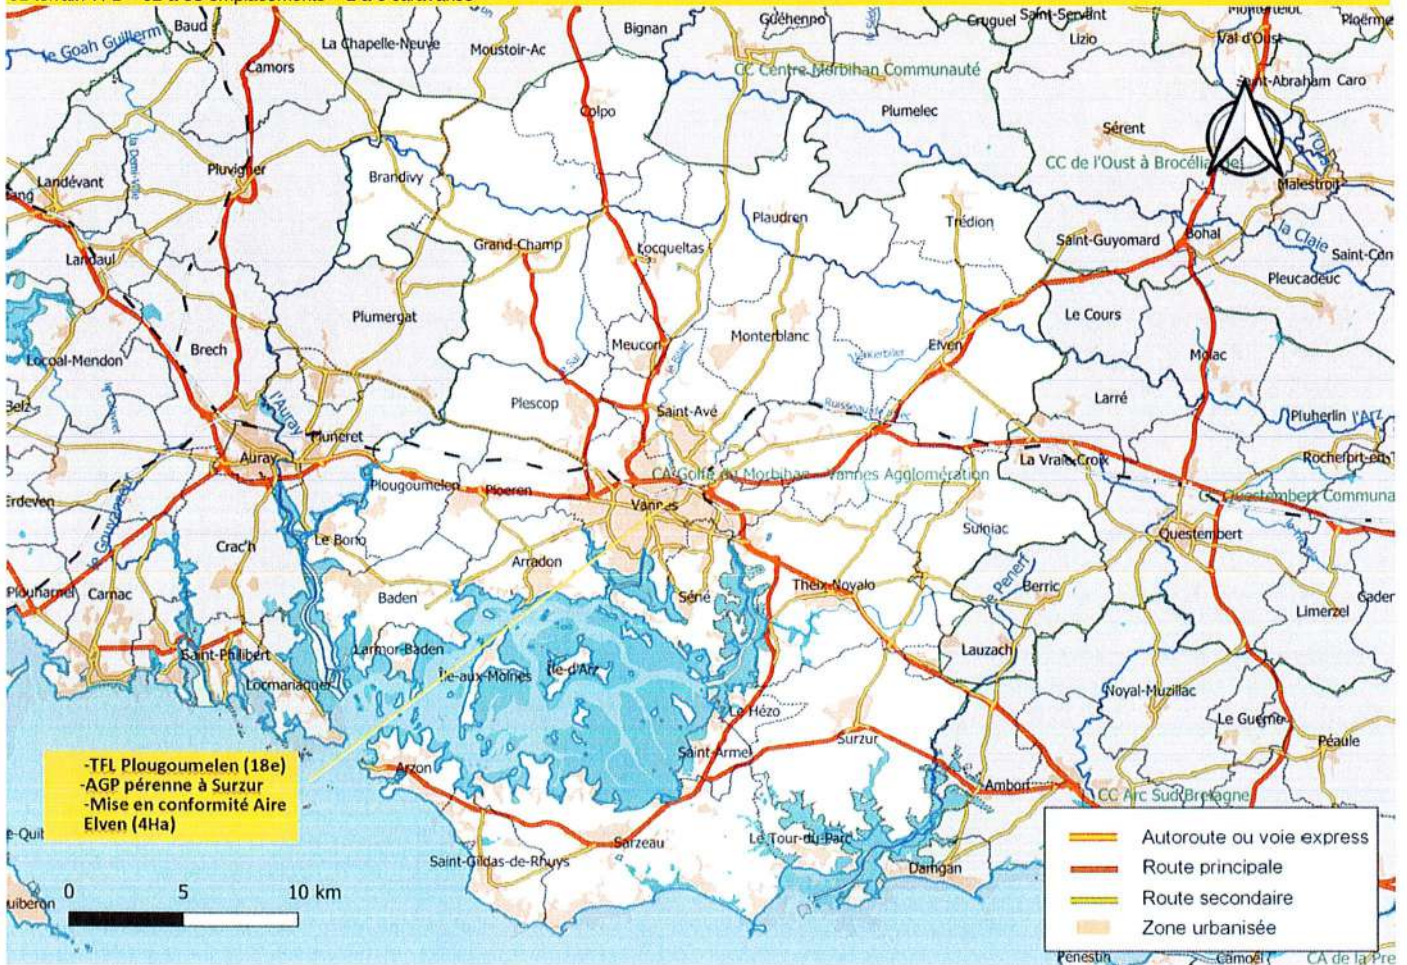 Baud
Bignan
Guéhenno
Cruguel
Saint-Servant
Lizio
Val d'Oust
le Goah Guillerm
La Chapelle-Neuve
Moustoir-Ac
CC Centre Morbihan Communauté
Camors
Colpo
Plumelec
Saint-Abraham
Caro
Sérent
CC de l'Oust à Brocéliande
Malestroit
Landévant
Pluvigner
Brandivy
Plaudren
Trédion
Saint-Guyomard
Bohal
la Claie
Landaul
Grand-Champ
Locqueltas
Pleucadeuc
Plumergat
Le Cours
Brech
Meucon
Monterblanc
Elven
Molac
Locoal-Mendon
Belz
Plescop
Saint-Avé
Larré
Pluherlin
l'Arz
l'Auray
Pluneret
Auray
Plougoumelen
Ploeren
CA Golfe du Morbihan - Vannes Agglomération
La Vraie-Croix
Erdeven
Vannes
Sulniac
Questembert
Crac'h
Le Bono
Arradon
Plouharnel
Carnac
Baden
Séné
Theix-Noyalo
le Penerf
Berric
Limerzel
Saint-Philibert
Larmor-Baden
Île-aux-Moines
Île-d'Arz
Lauzach
Locmariaquer
Le Hézo
Noyal-Muzillac
Le Guerno
Péaule
Surzur
Saint-Armel
-TFL Plougoumelen (18e)
-AGP pérenne à Surzur
-Mise en conformité Aire
Elven (4Ha)
Arzon
Ambon
CC Arc Sud Bretagne
Sarzeau
Le Tour-du-Parc
Saint-Gildas-de-Rhuys
Damgan
0 5 10 km
Autoroute ou voie express
Route principale
Route secondaire
Zone urbanisée
Pénestin
Camoël